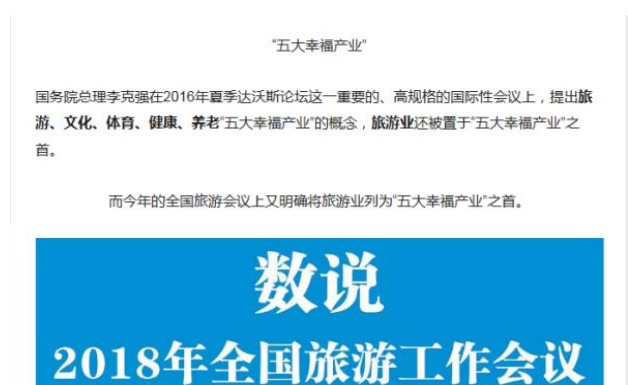 “五大幸福产业”
国务院总理李克强在2016年夏季达沃斯论坛这一重要的、高规格的国际性会议上，提出旅
游、文化、体育、健康、养老“五大幸福产业”的概念，旅游业还被置于“五大幸福产业”之
首。
而今年的全国旅游会议上又明确将旅游业列为“五大幸福产业”之首。
数说
2018年全国旅游工作会议